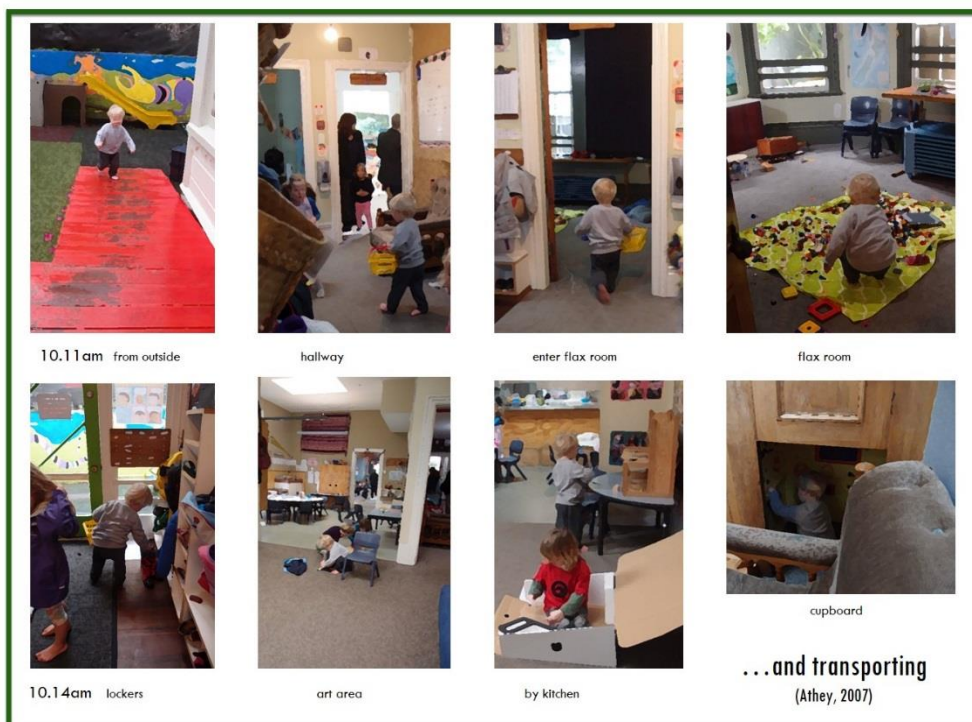 10.11am from outside
hallway
enter flax room
flax room
10.14am lockers
art area
by kitchen
cupboard
...and transporting
(Athey, 2007)